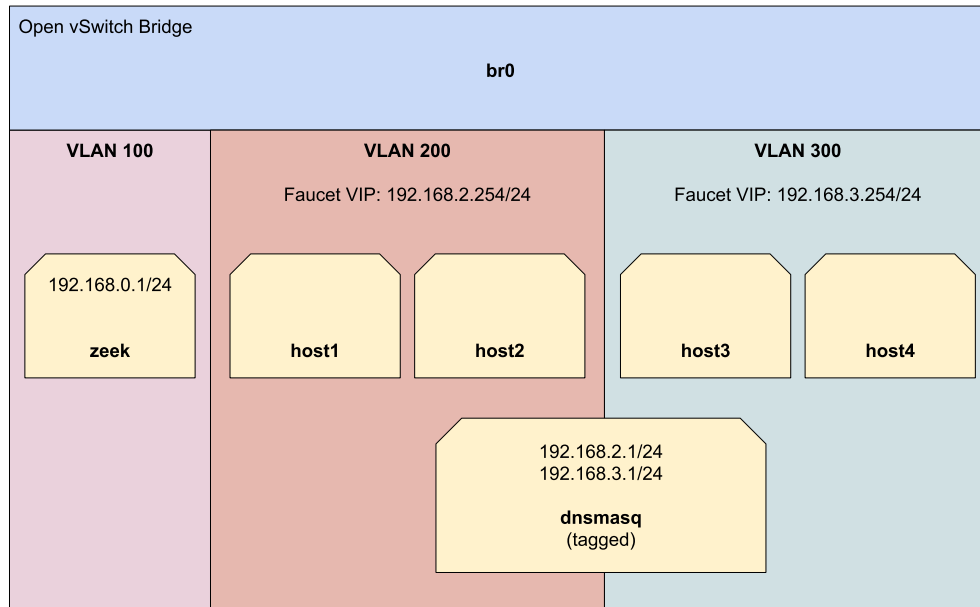 Open vSwitch Bridge
br0
VLAN 100
VLAN 200
VLAN 300
Faucet VIP: 192.168.2.254/24
Faucet VIP: 192.168.3.254/24
192.168.0.1/24
zeek
host1
host2
host3
host4
192.168.2.1/24
192.168.3.1/24
dnsmasq
(tagged)